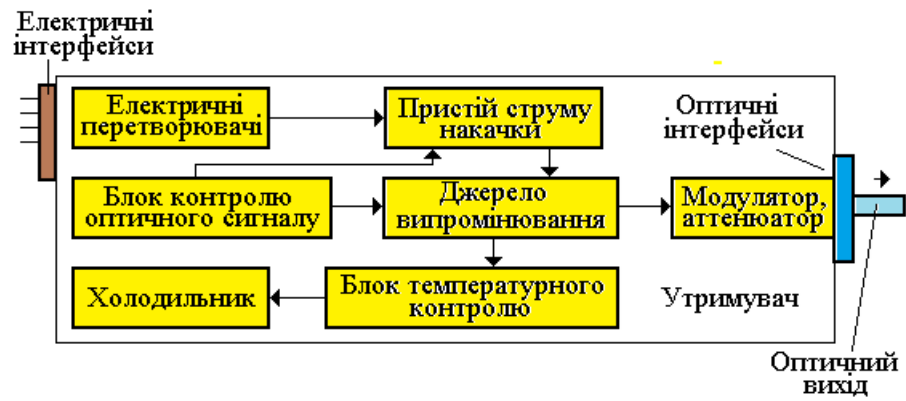 Електричні
інтерфейси
Електричні
перетворювачі
Пристій струму
накачки
Оптичні
інтерфейси
Блок контролю
оптичного сигналу
Джерело
випромінювання
Модулятор,
аттенюатор
Холодильник
Блок температурного
контролю
Утримувач
Оптичний
вихід